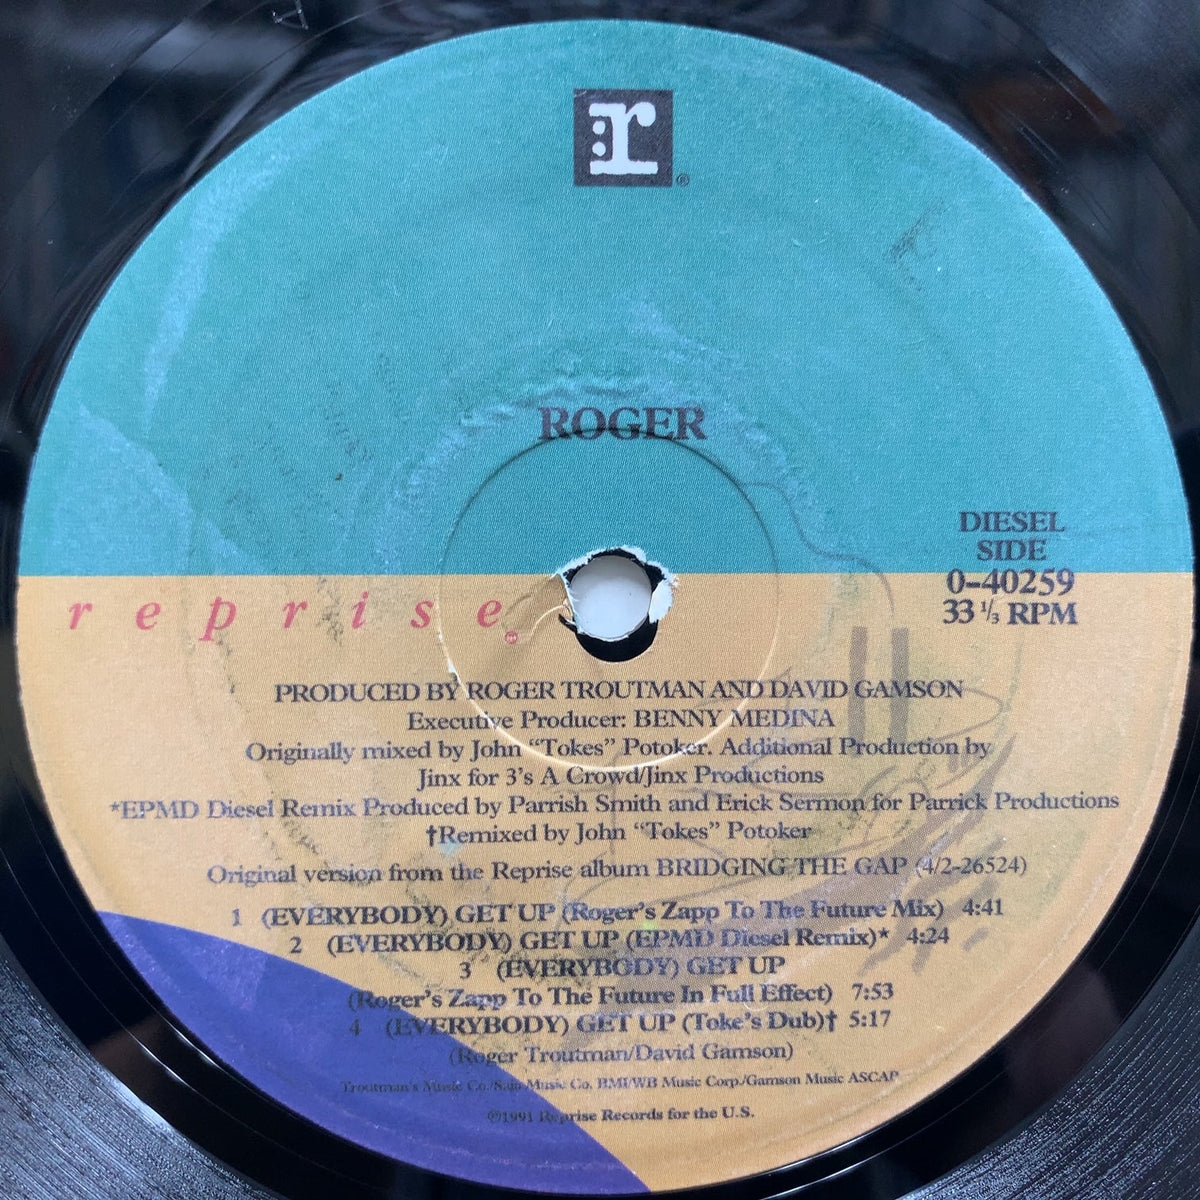 r
®
ROGER
DIESEL
SIDE
0-40259
33 ⅓ RPM
reprise
PRODUCED BY ROGER TROUTMAN AND DAVID GAMSON
Executive Producer: BENNY MEDINA
Originally mixed by John “Tokes” Potoker. Additional Production by
Jinx for 3's A Crowd/Jinx Productions
*EPMD Diesel Remix Produced by Parrish Smith and Erick Sermon for Parrick Productions
†Remixed by John “Tokes” Potoker
Original version from the Reprise album BRIDGING THE GAP (4/2-26524)
1 (EVERYBODY) GET UP (Roger's Zapp To The Future Mix) 4:41
2 (EVERYBODY) GET UP (EPMD Diesel Remix)* 4:24
3 (EVERYBODY) GET UP
(Roger's Zapp To The Future In Full Effect) 7:53
4 (EVERYBODY) GET UP (Toke's Dub)† 5:17
(Roger Troutman/David Gamson)
Troutman's Music Co./Saja Music Co. BMI/WB Music Corp./Gamson Music ASCAP
℗1991 Reprise Records for the U.S.